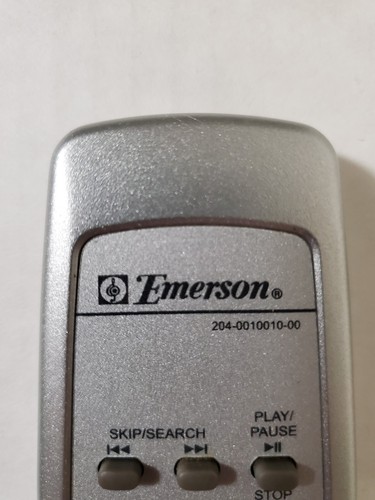 Emerson®
204-0010010-00
PLAY/
SKIP/SEARCH PAUSE
STOP